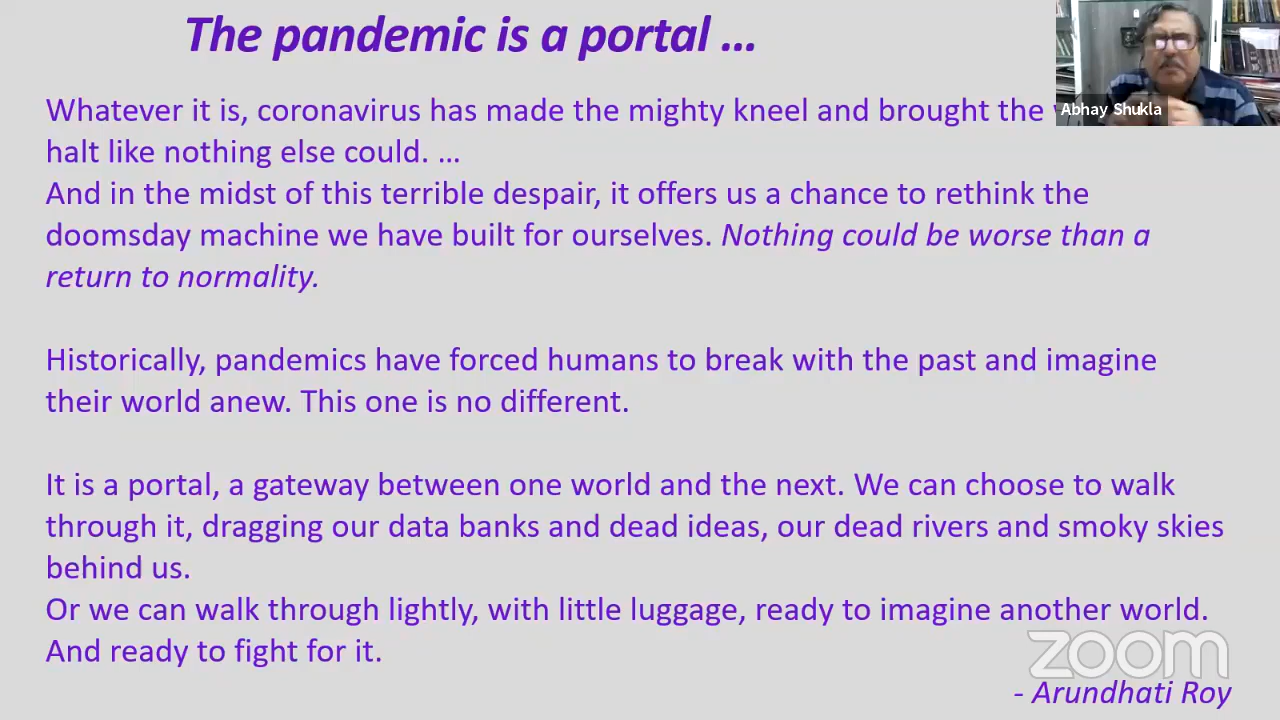 The pandemic is a portal ...
Whatever it is, coronavirus has made the mighty kneel and brought the
Abhay Shukla
halt like nothing else could. ...
And in the midst of this terrible despair, it offers us a chance to rethink the
doomsday machine we have built for ourselves. Nothing could be worse than a
return to normality.
Historically, pandemics have forced humans to break with the past and imagine
their world anew. This one is no different.
It is a portal, a gateway between one world and the next. We can choose to walk
through it, dragging our data banks and dead ideas, our dead rivers and smoky skies
behind us.
Or we can walk through lightly, with little luggage, ready to imagine another world.
And ready to fight for it.
zoom
- Arundhati Roy